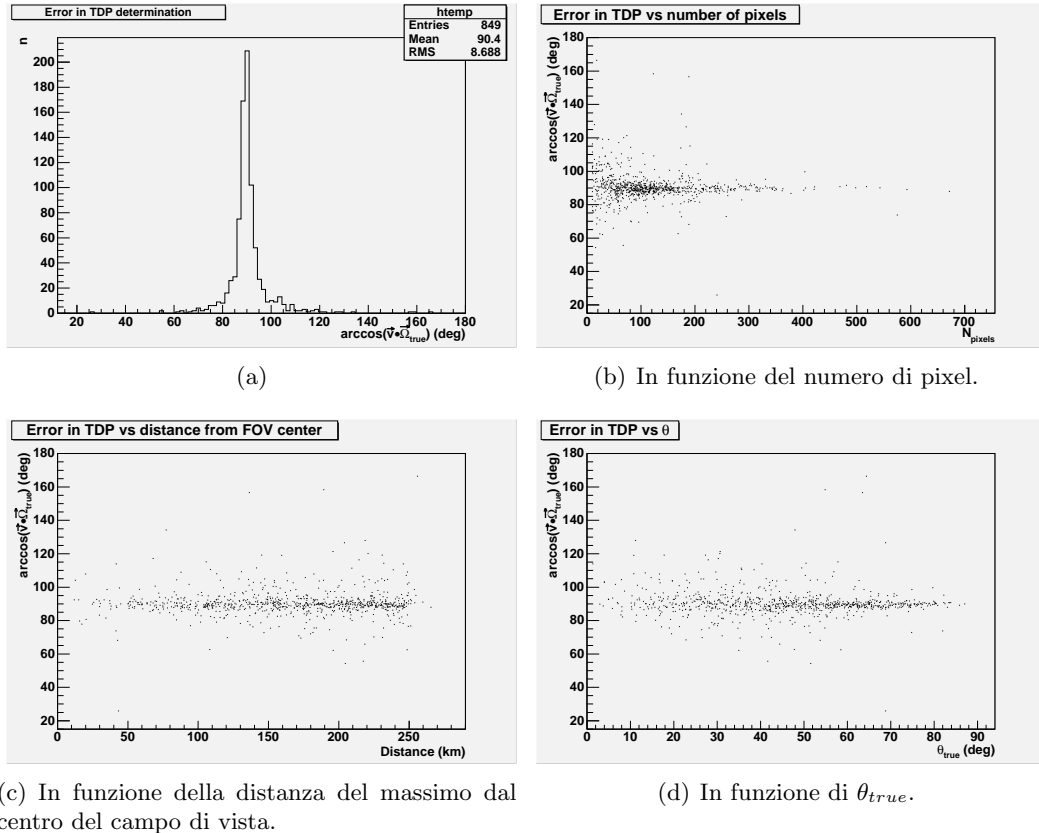 Error in TDP determination
htemp
Entries 849
Mean 90.4
RMS 8.688
n
200
180
160
140
120
100
80
60
40
20
0
20 40 60 80 100 120 140 160 180
arccos(v⃗•Ω⃗true) (deg)
(a)
Error in TDP vs number of pixels
arccos(v⃗•Ω⃗true) (deg)
180
160
140
120
100
80
60
40
20
0 100 200 300 400 500 600 700
Npixels
(b) In funzione del numero di pixel.
Error in TDP vs distance from FOV center
arccos(v⃗•Ω⃗true) (deg)
180
160
140
120
100
80
60
40
20
0 50 100 150 200 250
Distance (km)
(c) In funzione della distanza del massimo dal
centro del campo di vista.
Error in TDP vs θ
arccos(v⃗•Ω⃗true) (deg)
180
160
140
120
100
80
60
40
20
0 10 20 30 40 50 60 70 80 90
θtrue (deg)
(d) In funzione di θtrue.